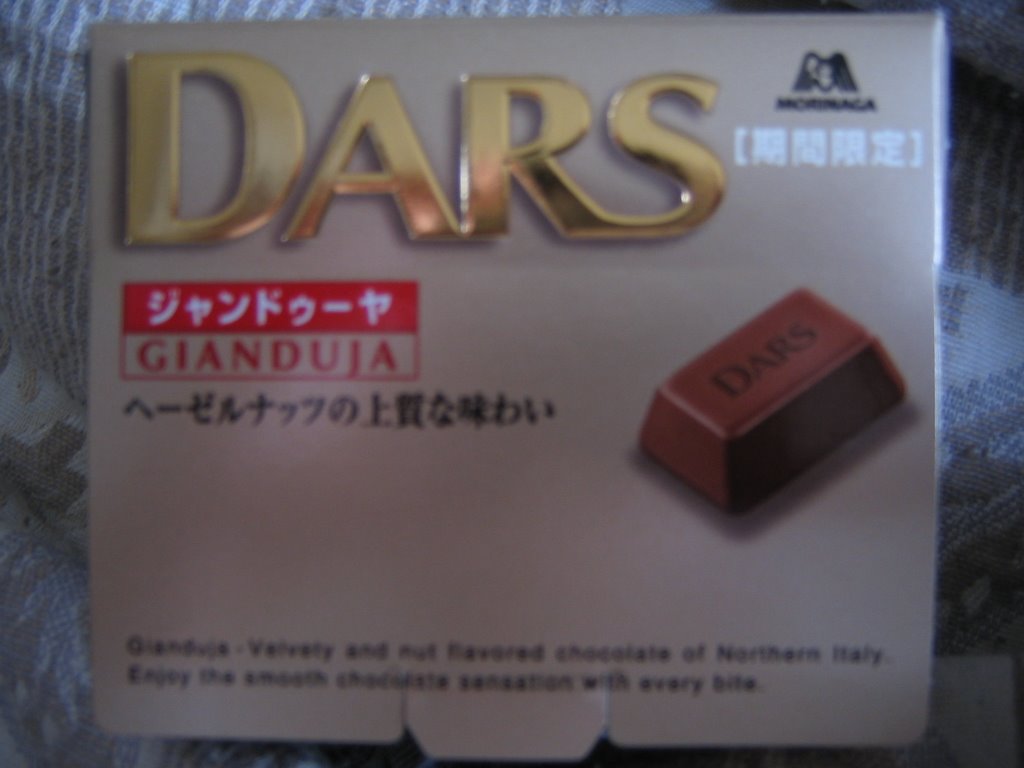 DARS
MORINAGA
[期間限定]
ジャンドゥーヤ
GIANDUJA
ヘーゼルナッツの上質な味わい
DARS
Gianduja - Velvety and nut flavored chocolate of Northern Italy.
Enjoy the smooth chocolate sensation with every bite.